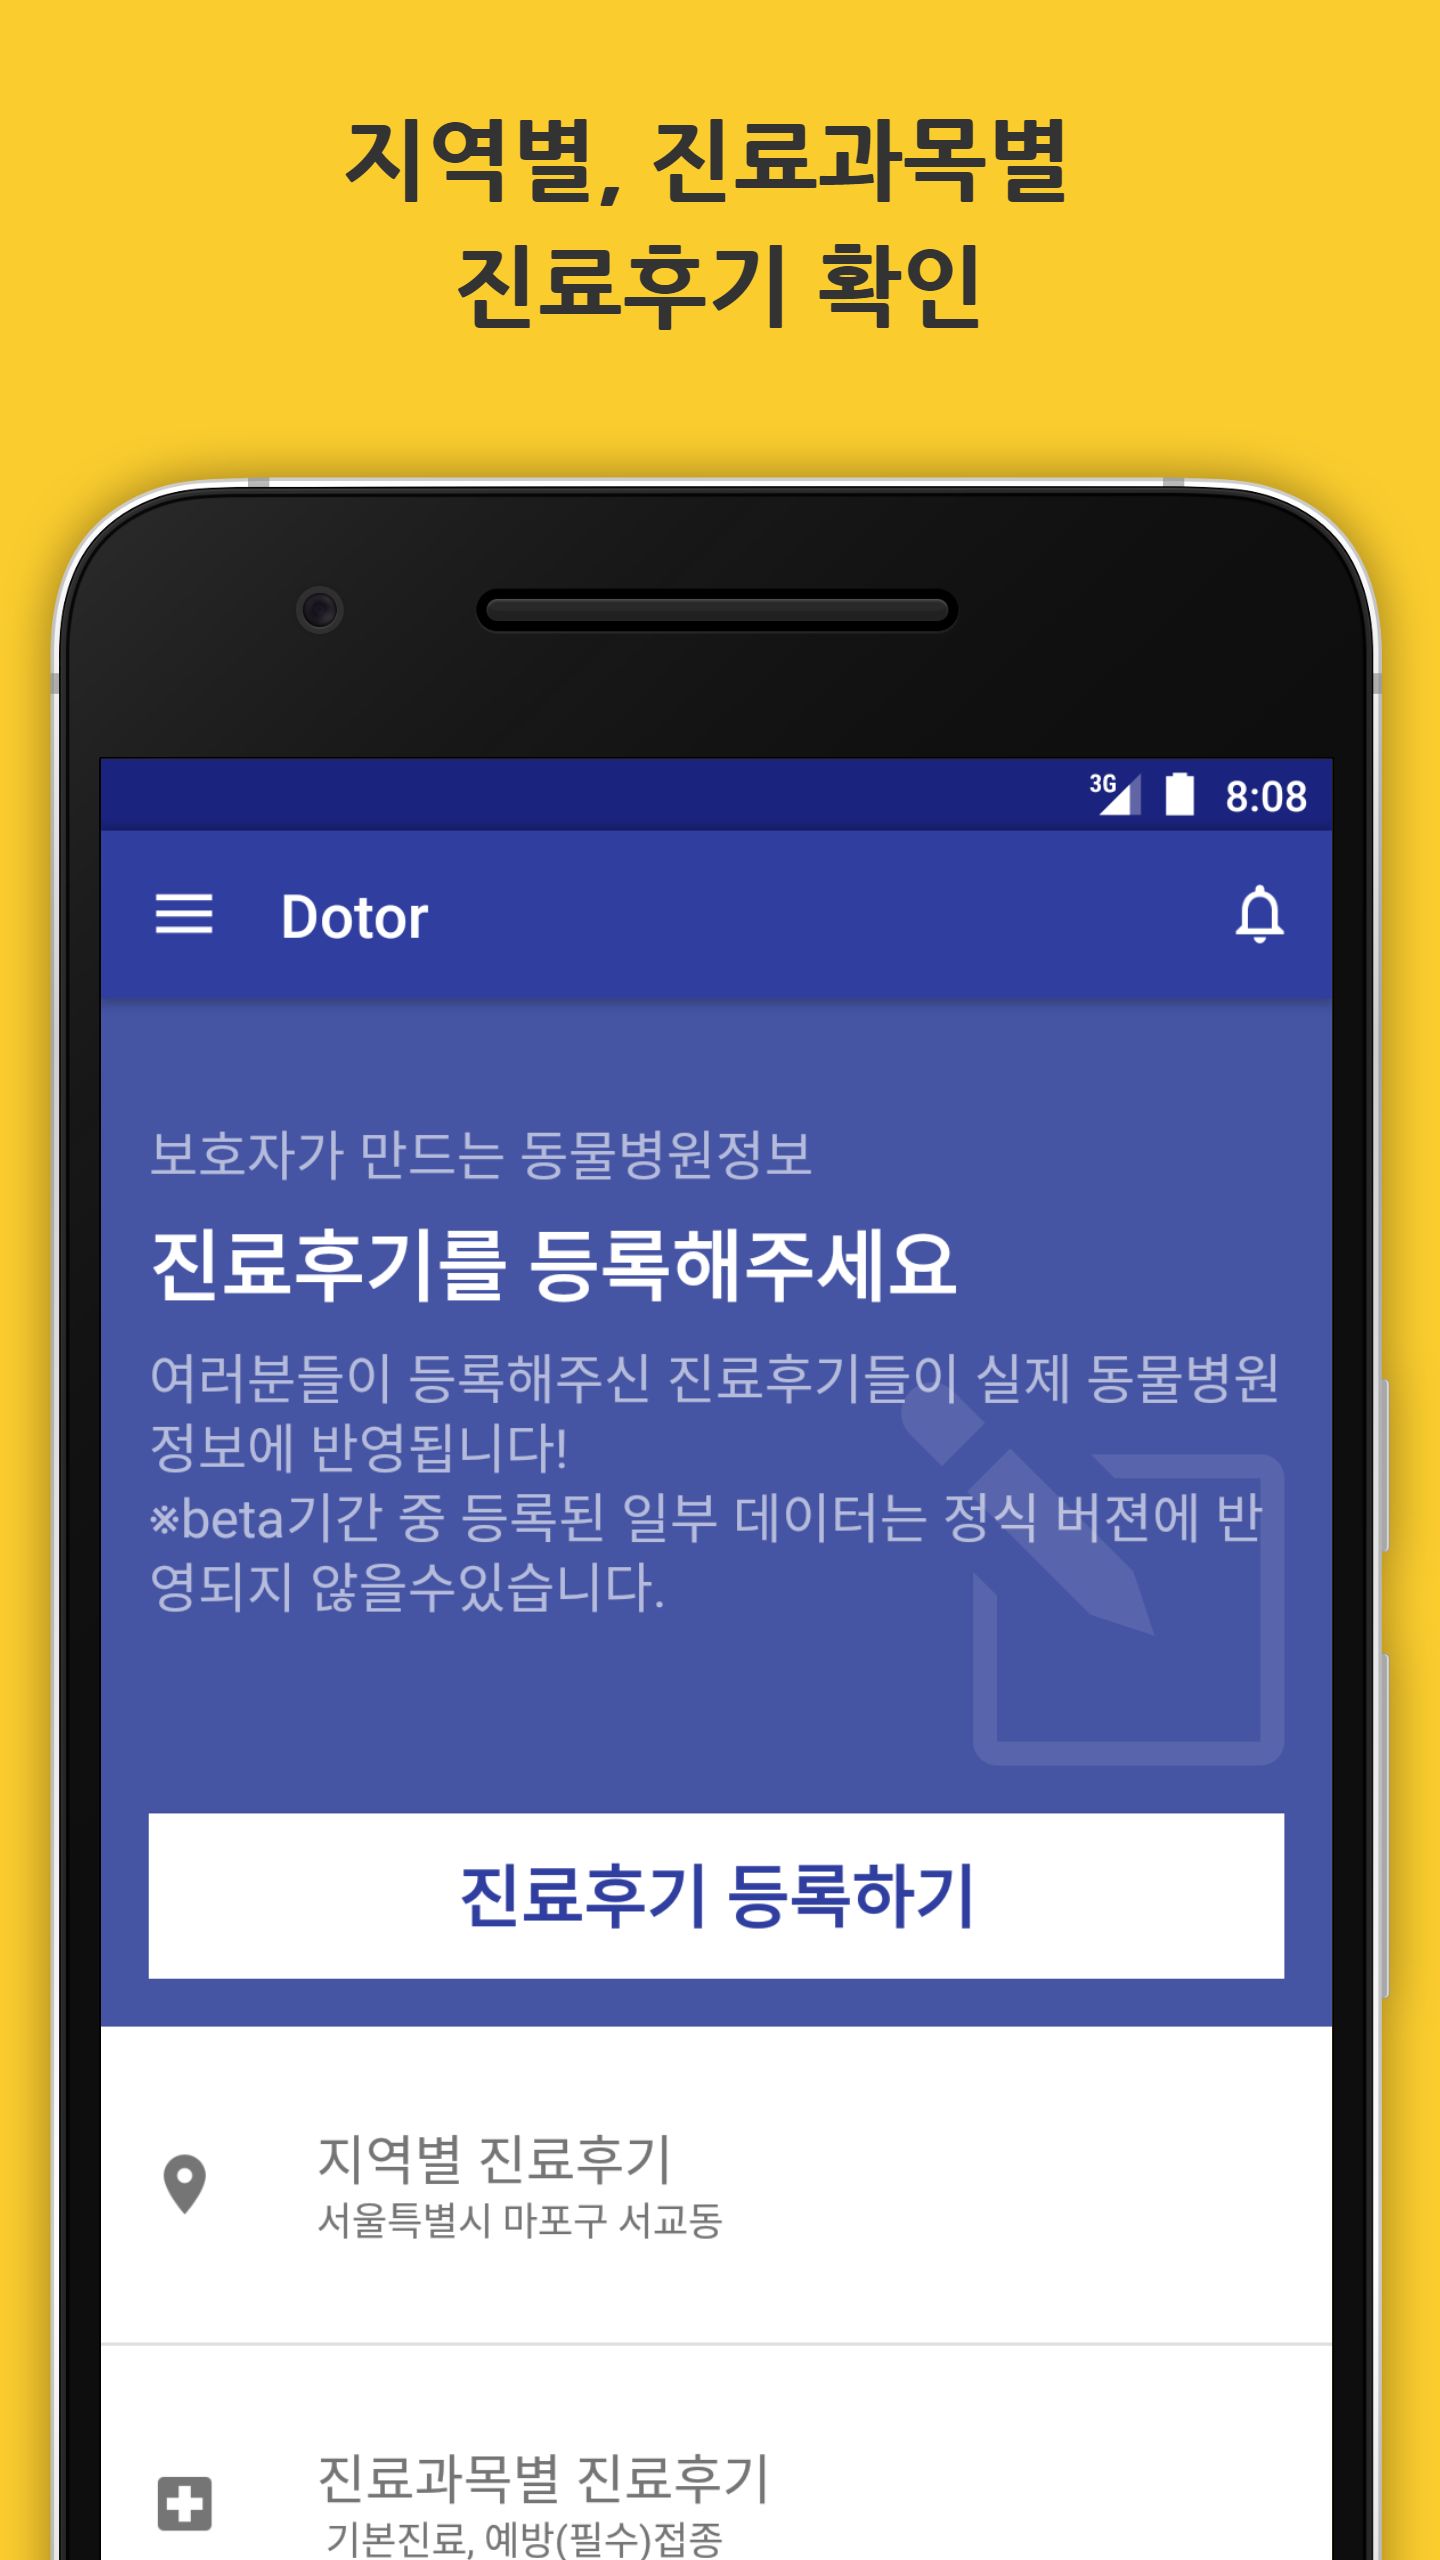 지역별, 진료과목별
진료후기 확인
3G 8:08
Dotor
보호자가 만드는 동물병원정보
진료후기를 등록해주세요
여러분들이 등록해주신 진료후기들이 실제 동물병원
정보에 반영됩니다!
※beta기간 중 등록된 일부 데이터는 정식 버젼에 반
영되지 않을수있습니다.
진료후기 등록하기
지역별 진료후기
서울특별시 마포구 서교동
진료과목별 진료후기
기본진료, 예방(필수)접종